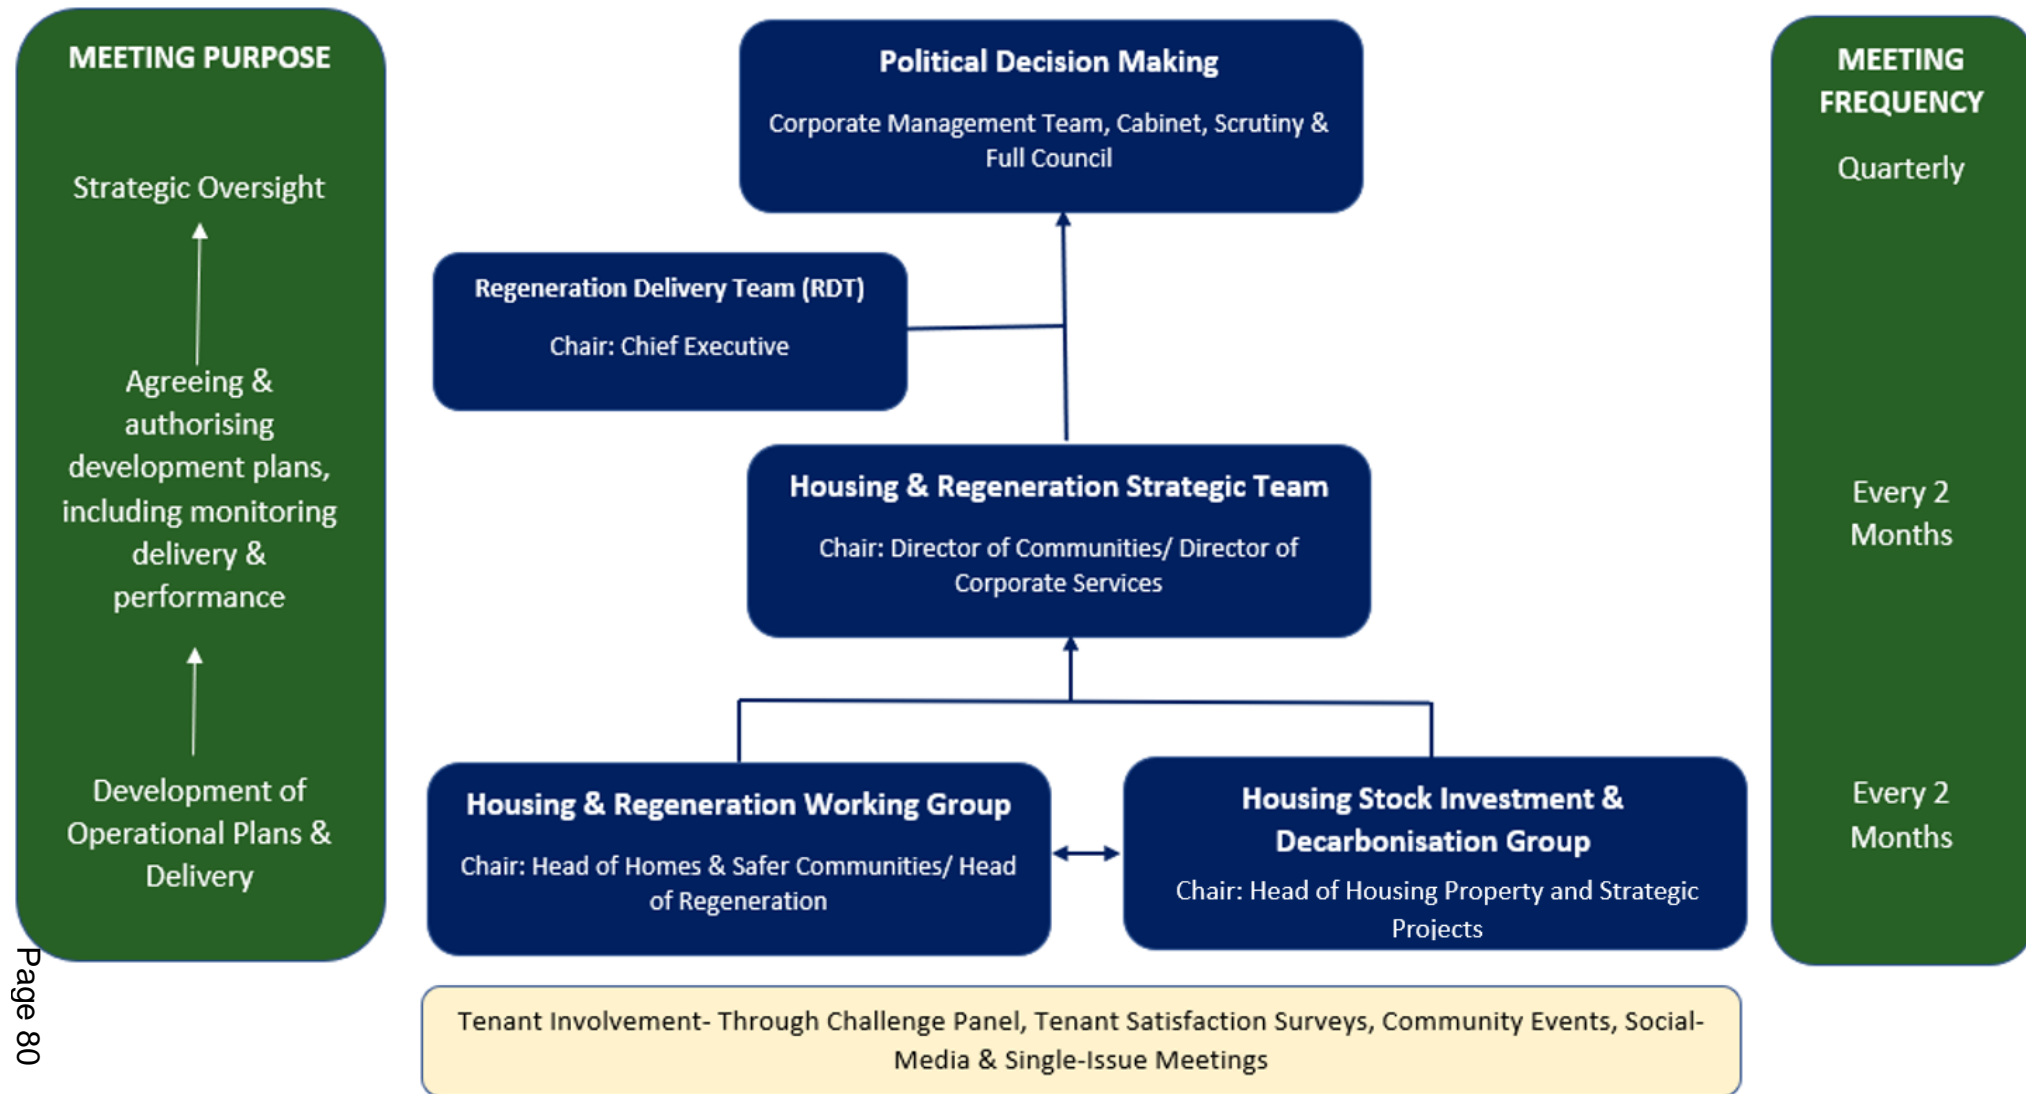 MEETING PURPOSE
Strategic Oversight
Agreeing &
authorising
development plans,
including monitoring
delivery &
performance
Development of
Operational Plans &
Delivery
Political Decision Making
Corporate Management Team, Cabinet, Scrutiny &
Full Council
Regeneration Delivery Team (RDT)
Chair: Chief Executive
Housing & Regeneration Strategic Team
Chair: Director of Communities/ Director of
Corporate Services
Housing & Regeneration Working Group
Chair: Head of Homes & Safer Communities/ Head
of Regeneration
Housing Stock Investment &
Decarbonisation Group
Chair: Head of Housing Property and Strategic
Projects
MEETING
FREQUENCY
Quarterly
Every 2
Months
Every 2
Months
Tenant Involvement- Through Challenge Panel, Tenant Satisfaction Surveys, Community Events, Social-
Media & Single-Issue Meetings
Page 80